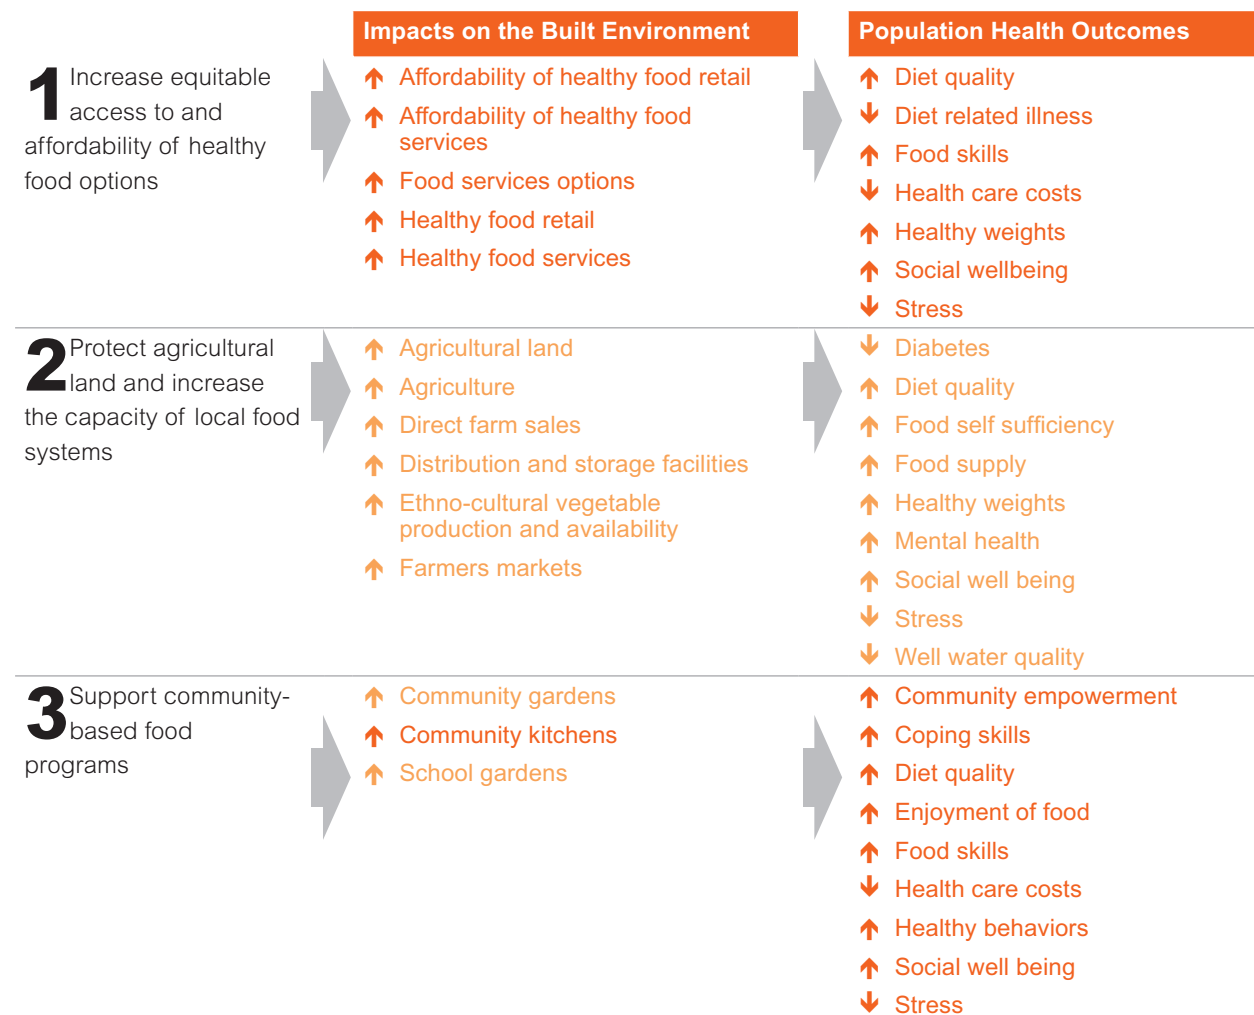 Impacts on the Built Environment
Population Health Outcomes
1 Increase equitable
access to and
affordability of healthy
food options
Affordability of healthy food retail
Affordability of healthy food
services
Food services options
Healthy food retail
Healthy food services
Diet quality
Diet related illness
Food skills
Health care costs
Healthy weights
Social wellbeing
Stress
2 Protect agricultural
land and increase
the capacity of local food
systems
Agricultural land
Agriculture
Direct farm sales
Distribution and storage facilities
Ethno-cultural vegetable
production and availability
Farmers markets
Diabetes
Diet quality
Food self sufficiency
Food supply
Healthy weights
Mental health
Social well being
Stress
Well water quality
3 Support community-
based food
programs
Community gardens
Community kitchens
School gardens
Community empowerment
Coping skills
Diet quality
Enjoyment of food
Food skills
Health care costs
Healthy behaviors
Social well being
Stress